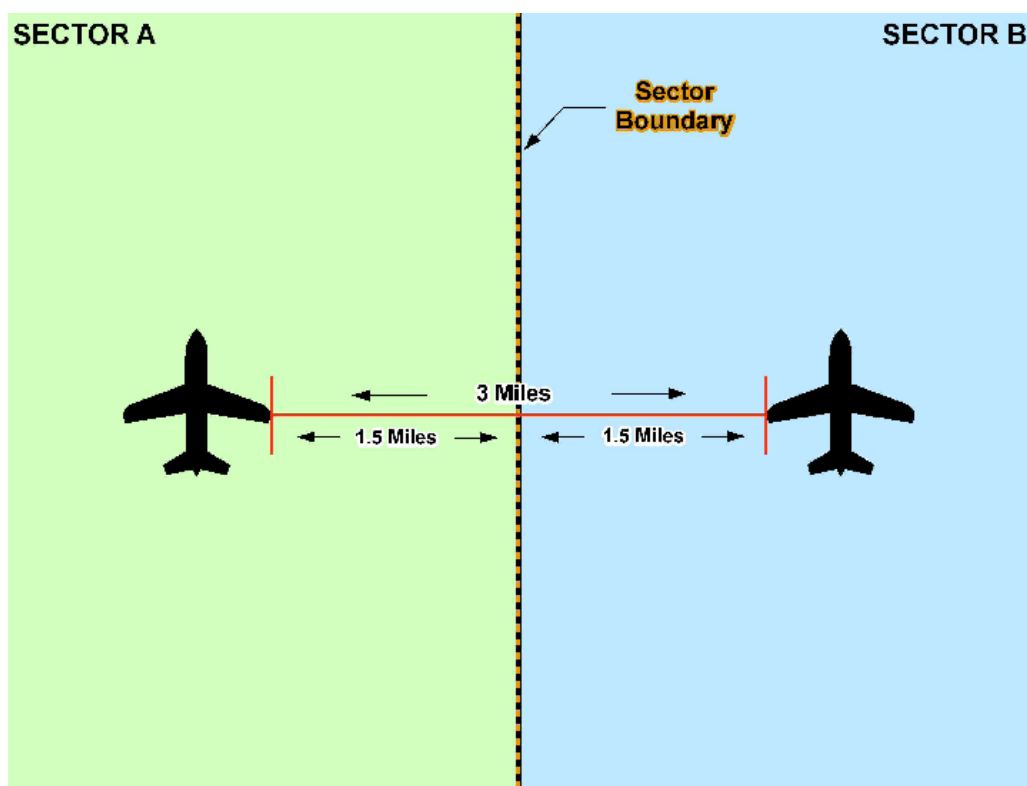 SECTOR A
SECTOR B
Sector
Boundary
3 Miles
1.5 Miles
1.5 Miles